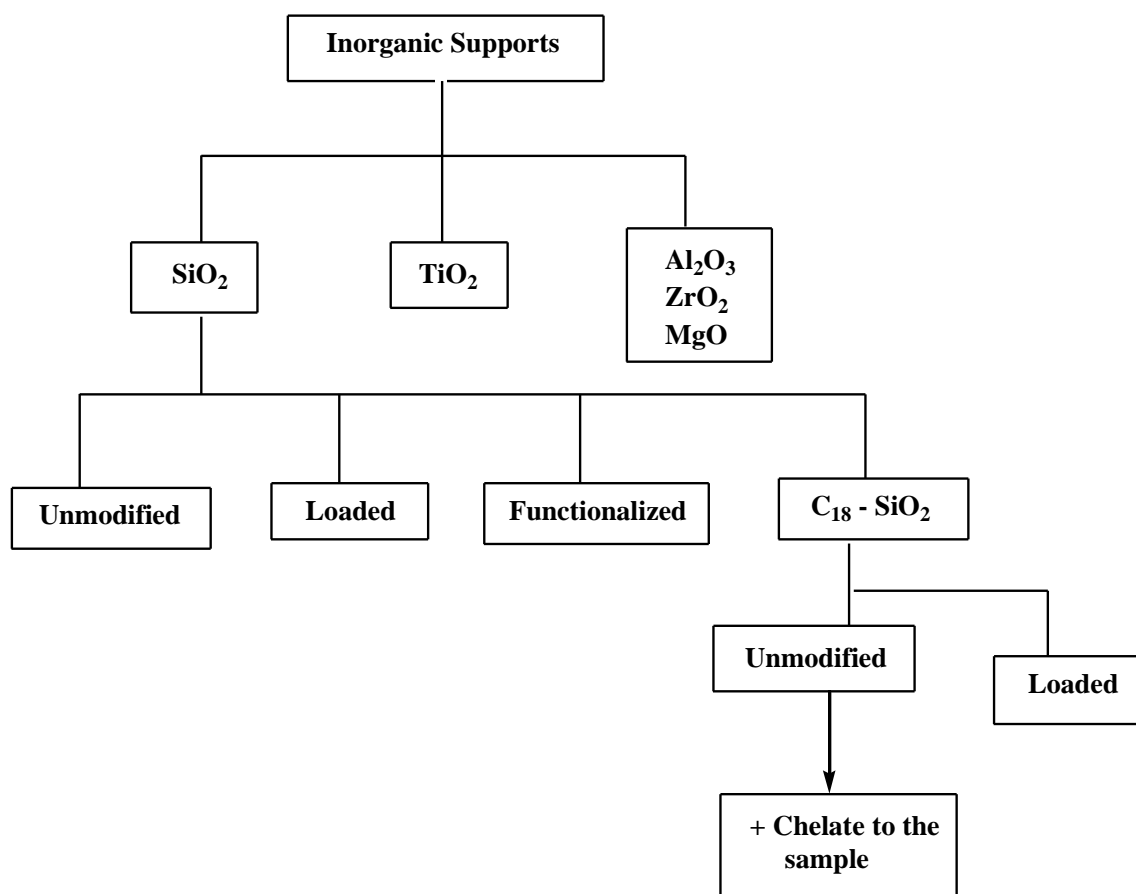 Inorganic Supports
SiO₂
TiO₂
Al₂O₃
ZrO₂
MgO
Unmodified
Loaded
Functionalized
C₁₈ - SiO₂
Unmodified
Loaded
+ Chelate to the
sample